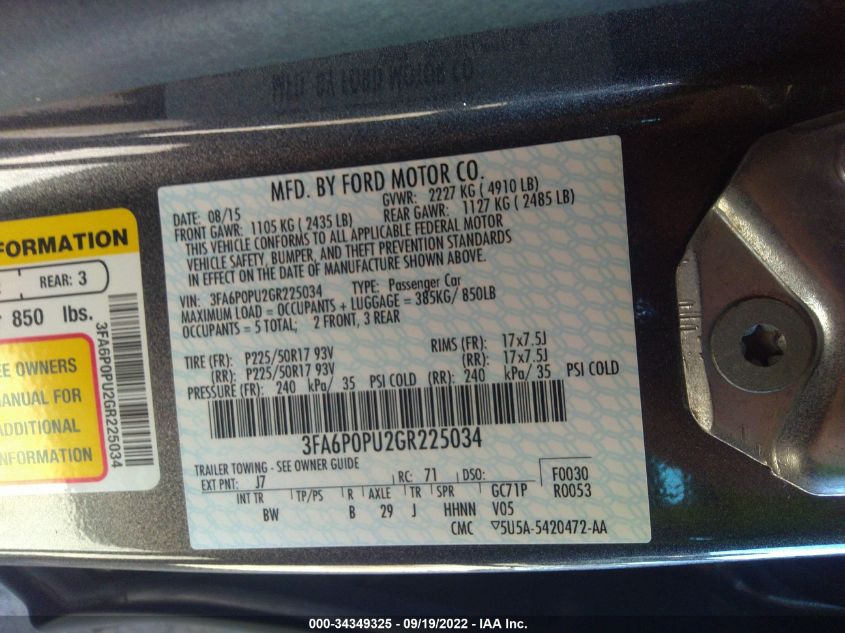 MFD. BY FORD MOTOR CO.
DATE: 08/15 GVWR: 2227 KG ( 4910 LB)
FRONT GAWR: 1105 KG ( 2435 LB) REAR GAWR: 1127 KG ( 2485 LB)
THIS VEHICLE CONFORMS TO ALL APPLICABLE FEDERAL MOTOR
VEHICLE SAFETY, BUMPER, AND THEFT PREVENTION STANDARDS
IN EFFECT ON THE DATE OF MANUFACTURE SHOWN ABOVE.
VIN: 3FA6P0PU2GR225034 TYPE: Passenger Car
MAXIMUM LOAD = OCCUPANTS + LUGGAGE = 385KG/ 850LB
OCCUPANTS = 5 TOTAL; 2 FRONT, 3 REAR
TIRE (FR): P225/50R17 93V RIMS (FR): 17x7.5J
(RR): P225/50R17 93V (RR): 17x7.5J
PRESSURE (FR): 240 kPa/ 35 PSI COLD (RR): 240 kPa/ 35 PSI COLD
3FA6P0PU2GR225034
TRAILER TOWING - SEE OWNER GUIDE
EXT PNT: J7 RC: 71 DSO: F0030
R0053
INT TR TP/PS R AXLE TR SPR GC71P
BW B 29 J HHNN V05
CMC ▽5U5A-5420472-AA
FORMATION
REAR: 3
850 lbs.
EE OWNERS
MANUAL FOR
ADDITIONAL
INFORMATION
3FA6P0PU2GR225034
000-34349325 - 09/19/2022 - IAA Inc.